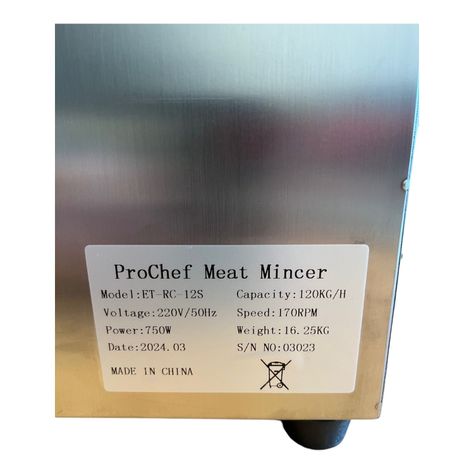 ProChef Meat Mincer
Model:ET-RC-12S Capacity:120KG/H
Voltage:220V/50Hz Speed:170RPM
Power:750W Weight:16.25KG
Date:2024.03 S/N NO:03023
MADE IN CHINA